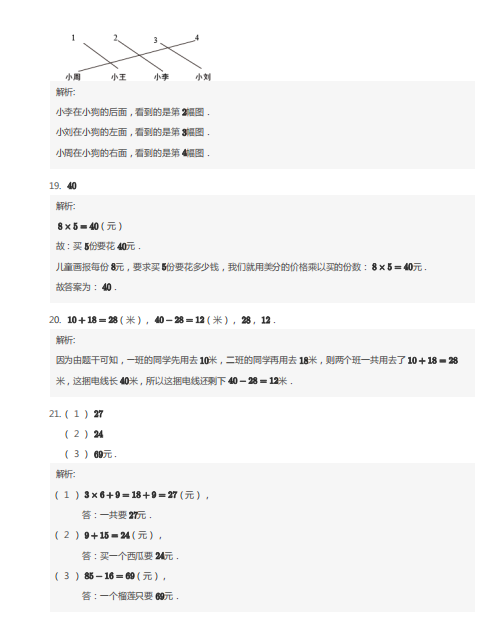 1 2 3 4
小周 小王 小李 小刘
解析:
小李在小狗的后面，看到的是第 2幅图．
小刘在小狗的左面，看到的是第 3幅图．
小周在小狗的右面，看到的是第 4幅图．
19. 40
解析:
8 × 5 = 40（元）
故：买 5份要花 40元．
儿童画报每份 8元，要求买 5份要花多少钱，我们就用美分的价格乘以买的份数： 8 × 5 = 40元．
故答案为： 40．
20. 10 + 18 = 28（米），40 − 28 = 12（米），28，12．
解析:
因为由题干可知，一班的同学先用去 10米，二班的同学再用去 18米，则两个班一共用去了 10 + 18 = 28
米，这捆电线长 40米，所以这捆电线还剩下 40 − 28 = 12米．
21.（ 1 ）27
（ 2 ）24
（ 3 ）69元．
解析:
（ 1 ）3 × 6 + 9 = 18 + 9 = 27（元），
答：一共要 27元．
（ 2 ）9 + 15 = 24（元），
答：买一个西瓜要 24元．
（ 3 ）85 − 16 = 69（元），
答：一个榴莲只要 69元．